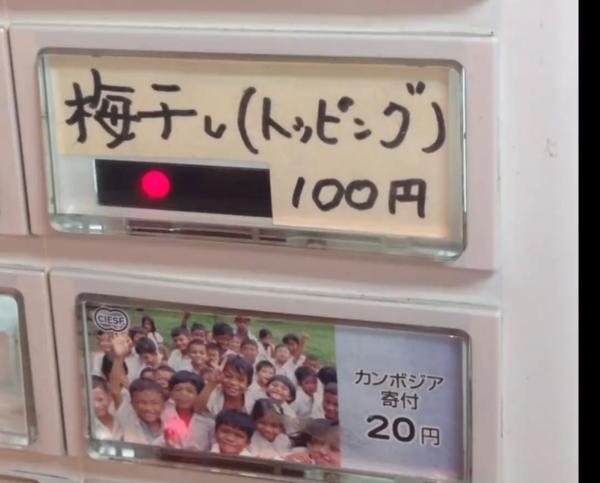 梅干し(トッピング)
100円
CIESF
カンボジア
寄付
20円